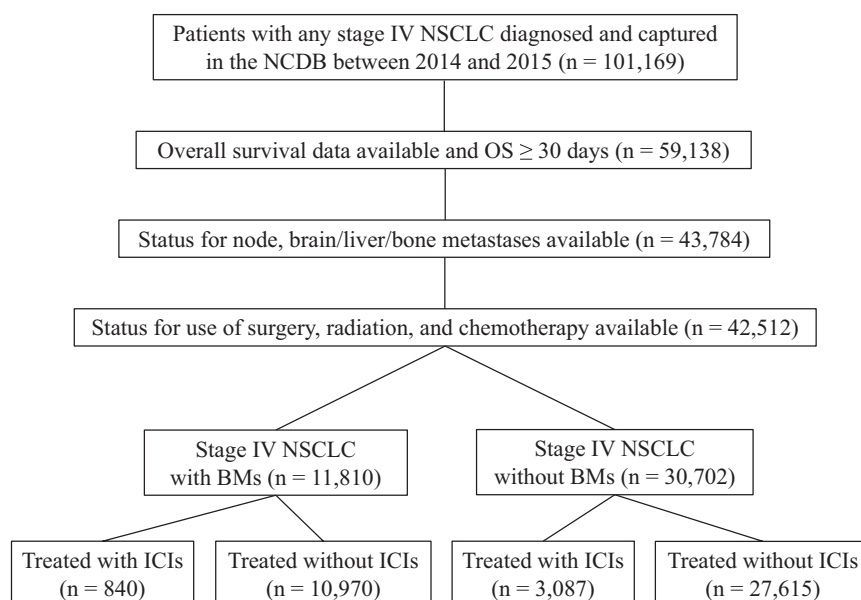 Patients with any stage IV NSCLC diagnosed and captured
in the NCDB between 2014 and 2015 (n = 101,169)
Overall survival data available and OS ≥ 30 days (n = 59,138)
Status for node, brain/liver/bone metastases available (n = 43,784)
Status for use of surgery, radiation, and chemotherapy available (n = 42,512)
Stage IV NSCLC
with BMs (n = 11,810)
Stage IV NSCLC
without BMs (n = 30,702)
Treated with ICIs
(n = 840)
Treated without ICIs
(n = 10,970)
Treated with ICIs
(n = 3,087)
Treated without ICIs
(n = 27,615)